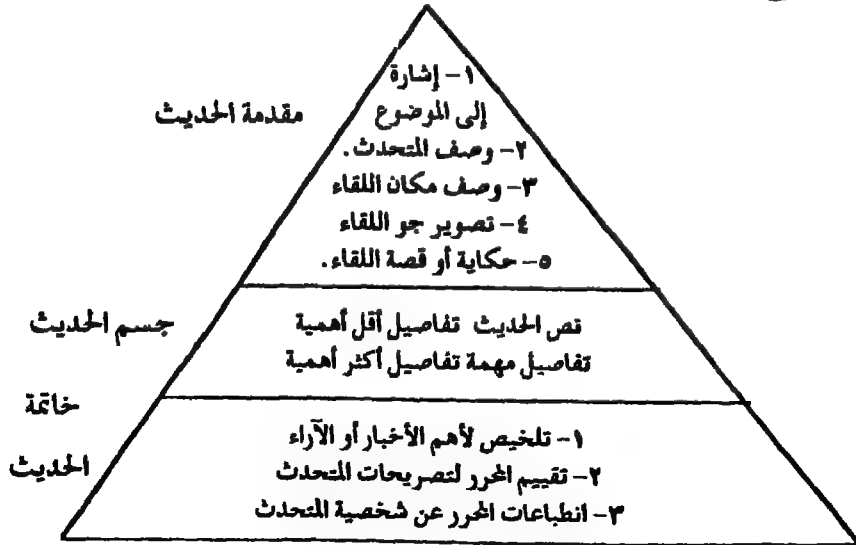 ١- إشارة
إلى الموضوع
مقدمة الحديث
٢- وصف المتحدث.
٣- وصف مكان اللقاء
٤- تصوير جو اللقاء
٥- حكاية أو قصة اللقاء.
جسم الحديث
نص الحديث تفاصيل أقل أهمية
تفاصيل مهمة تفاصيل أكثر أهمية
خاتمة
الحديث
١- تلخيص لأهم الأخبار أو الآراء
٢- تقييم المحرر لتصريحات المتحدث
٣- انطباعات المحرر عن شخصية المتحدث